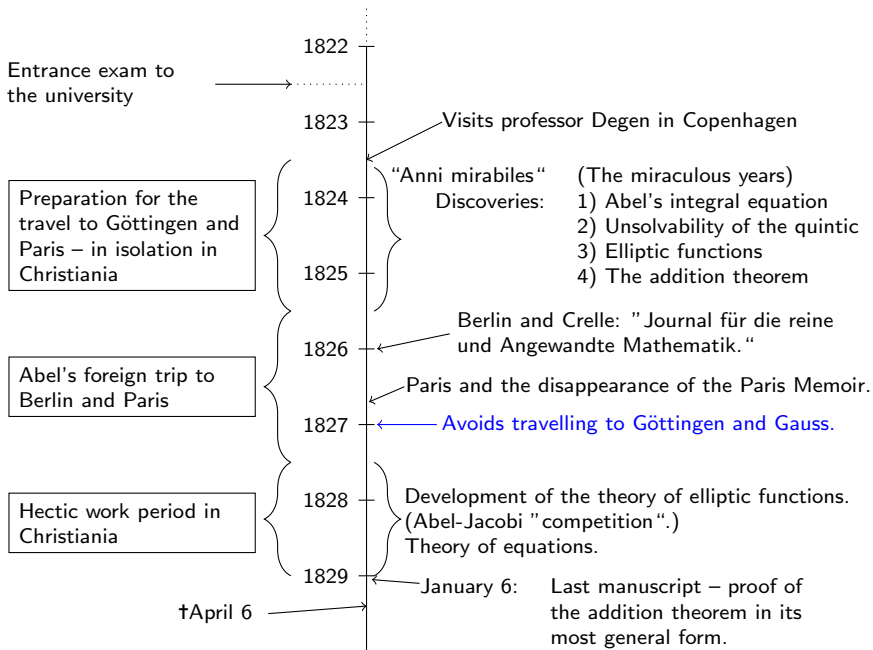 1822
Entrance exam to
the university
1823
Visits professor Degen in Copenhagen
“Anni mirabiles“ (The miraculous years)
Discoveries: 1) Abel’s integral equation
2) Unsolvability of the quintic
3) Elliptic functions
4) The addition theorem
1824
Preparation for the
travel to Göttingen and
Paris – in isolation in
Christiania
1825
Berlin and Crelle: ”Journal für die reine
und Angewandte Mathematik.“
1826
Abel’s foreign trip to
Berlin and Paris
Paris and the disappearance of the Paris Memoir.
1827
Avoids travelling to Göttingen and Gauss.
Hectic work period in
Christiania
1828
Development of the theory of elliptic functions.
(Abel-Jacobi ”competition“.)
Theory of equations.
1829
January 6: Last manuscript – proof of
the addition theorem in its
most general form.
†April 6